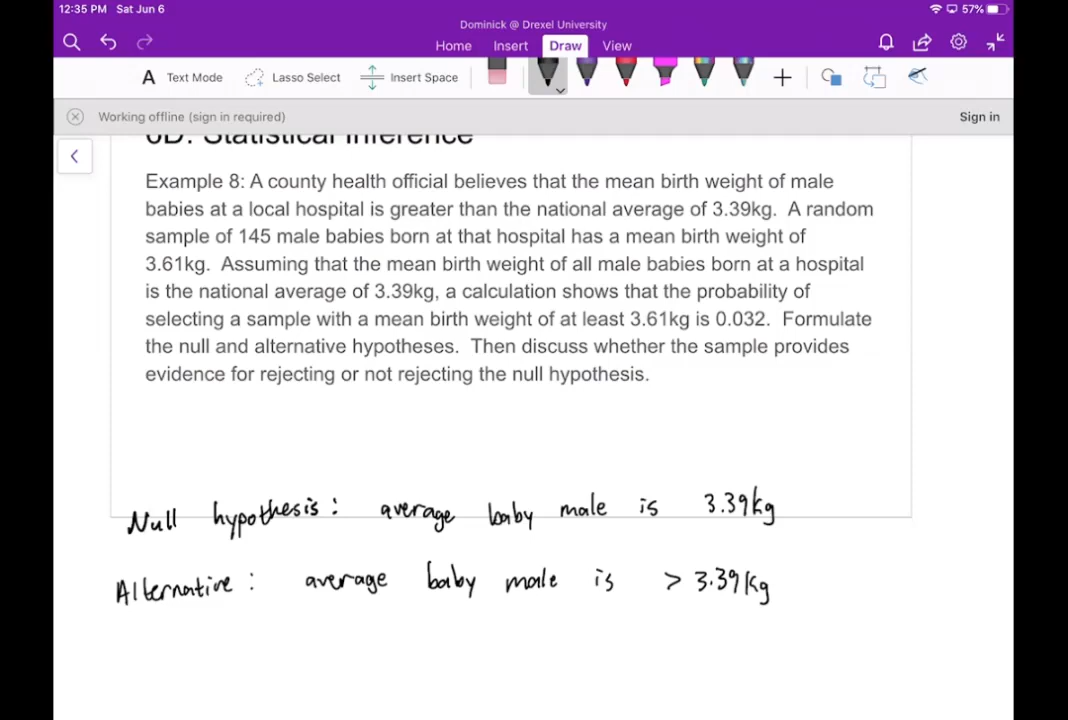 12:35 PM Sat Jun 6
57%
Dominick @ Drexel University
Home Insert Draw View
A Text Mode Lasso Select Insert Space
Working offline (sign in required) Sign in
6D: Statistical Inference
Example 8: A county health official believes that the mean birth weight of male
babies at a local hospital is greater than the national average of 3.39kg. A random
sample of 145 male babies born at that hospital has a mean birth weight of
3.61kg. Assuming that the mean birth weight of all male babies born at a hospital
is the national average of 3.39kg, a calculation shows that the probability of
selecting a sample with a mean birth weight of at least 3.61kg is 0.032. Formulate
the null and alternative hypotheses. Then discuss whether the sample provides
evidence for rejecting or not rejecting the null hypothesis.
Null hypothesis: average baby male is 3.39kg
Alternative: average baby male is > 3.39kg